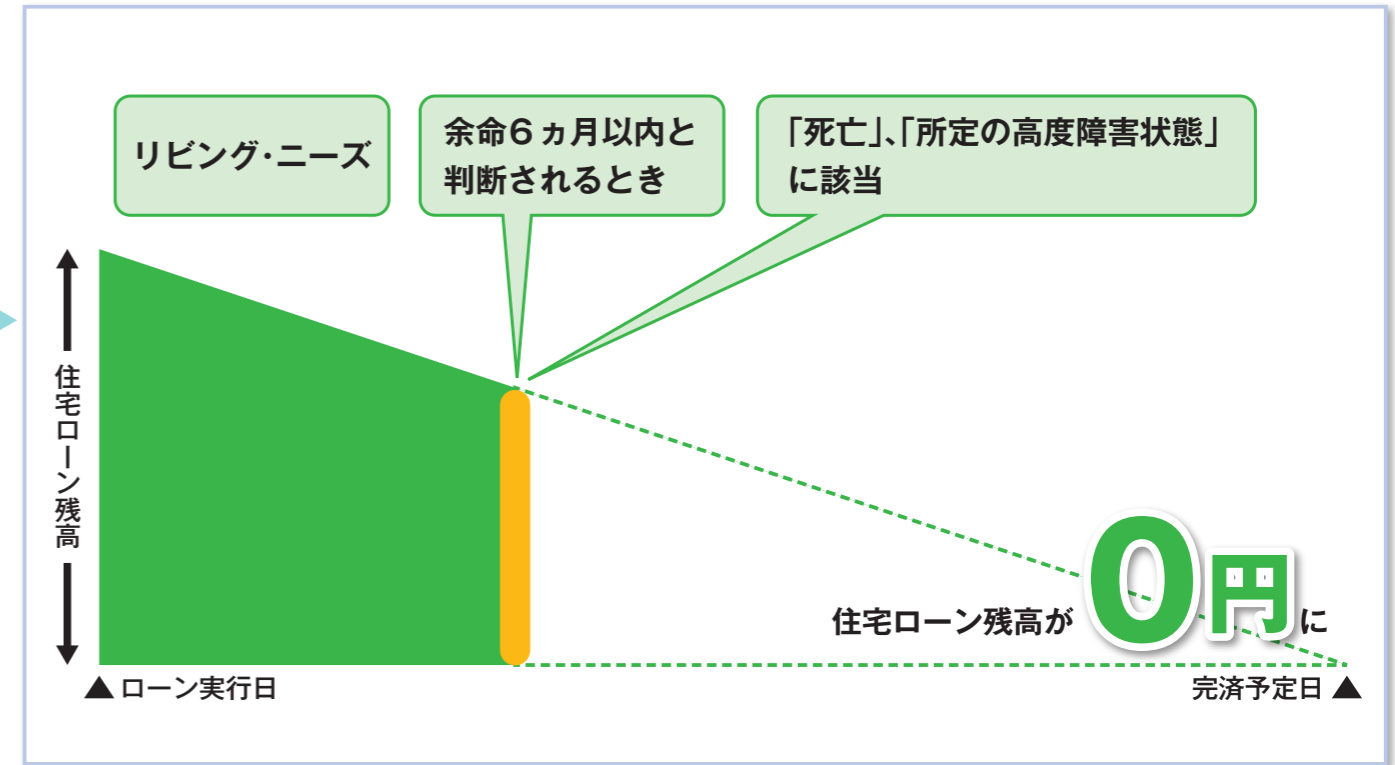 リビング･ニーズ
余命6ヵ月以内と
判断されるとき
｢死亡｣､｢所定の高度障害状態｣
に該当
住宅ローン残高
住宅ローン残高が0円に
▲ローン実行日
完済予定日▲